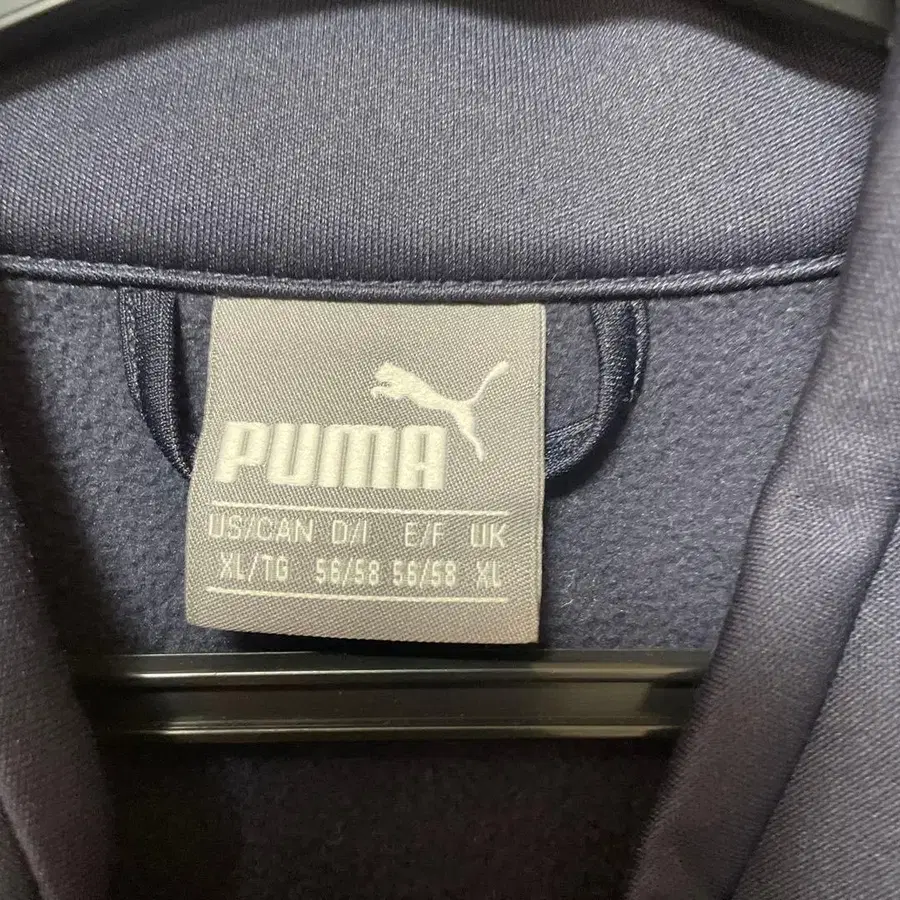 PUMA
US/CAN D/I E/F UK
XL/TG 56/58 56/58 XL